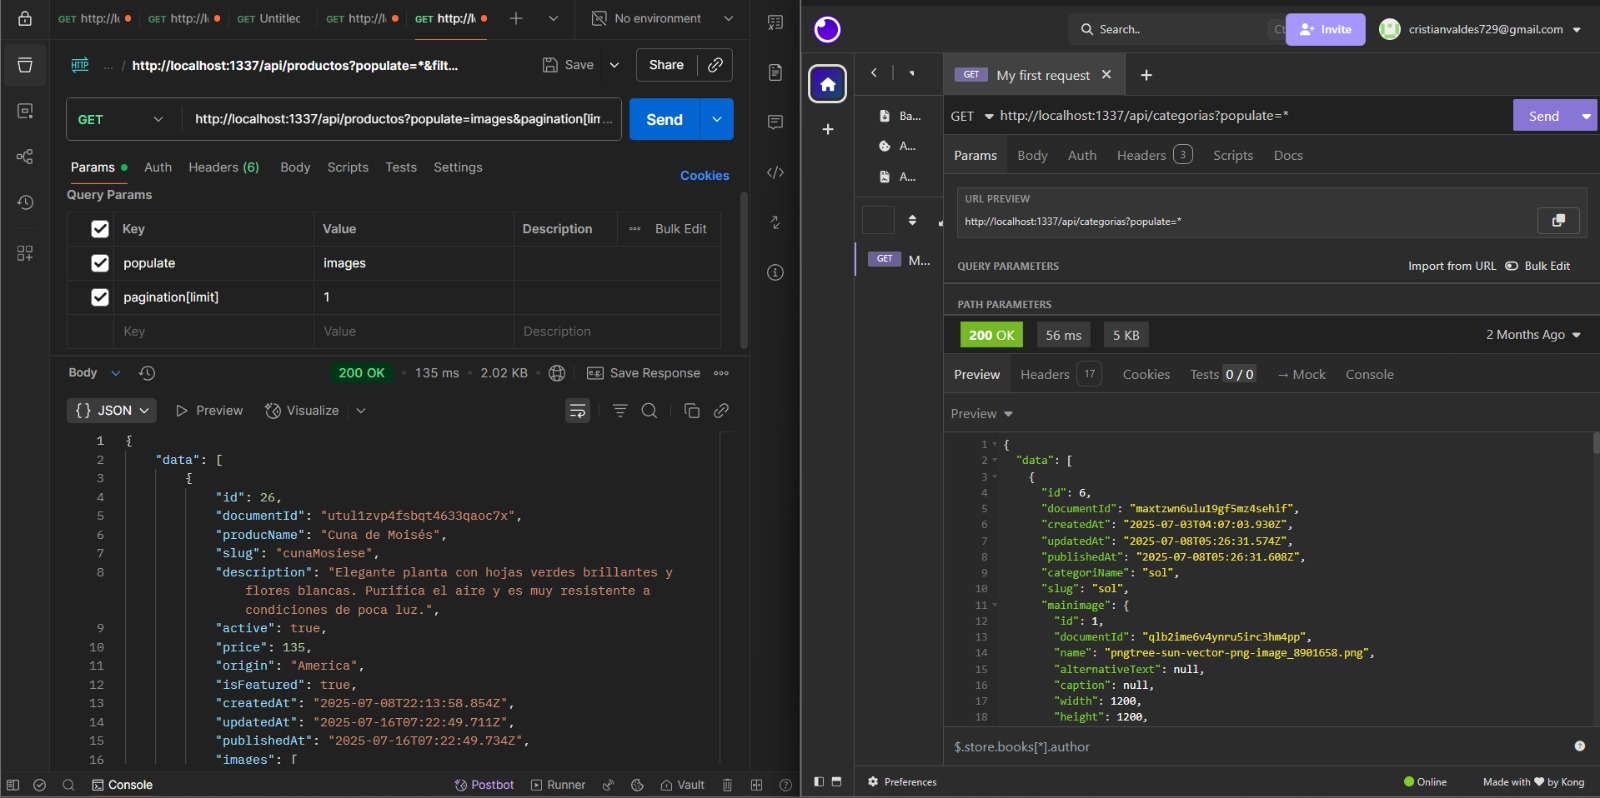 GET http://lo GET http://lo GET Untitled GET http://lo GET http://lo No environment
HTTP ... / http://localhost:1337/api/productos?populate=*&filt... Save Share
GET http://localhost:1337/api/productos?populate=images&pagination[lim... Send
Params Auth Headers (6) Body Scripts Tests Settings Cookies
Query Params
Key Value Description Bulk Edit
populate images
pagination[limit] 1
Key Value Description
Body 200 OK 135 ms 2.02 KB Save Response
{} JSON Preview Visualize
1 {
2 "data": [
3 {
4 "id": 26,
5 "documentId": "utul1zvp4fsbqt4633qaoc7x",
6 "producName": "Cuna de Moisés",
7 "slug": "cunaMosiese",
8 "description": "Elegante planta con hojas verdes brillantes y
flores blancas. Purifica el aire y es muy resistente a
condiciones de poca luz.",
9 "active": true,
10 "price": 135,
11 "origin": "America",
12 "isFeatured": true,
13 "createdAt": "2025-07-08T22:13:58.854Z",
14 "updatedAt": "2025-07-16T07:22:49.711Z",
15 "publishedAt": "2025-07-16T07:22:49.734Z",
16 "images": [
Console Postbot Runner Vault
Search.. Ct Invite cristianvaldes729@gmail.com
GET My first request
Ba...
A...
A...
GET M...
GET http://localhost:1337/api/categorias?populate=* Send
Params Body Auth Headers 3 Scripts Docs
URL PREVIEW
http://localhost:1337/api/categorias?populate=*
QUERY PARAMETERS Import from URL Bulk Edit
PATH PARAMETERS
200 OK 56 ms 5 KB 2 Months Ago
Preview Headers 17 Cookies Tests 0 / 0 → Mock Console
Preview
1 {
2 "data": [
3 {
4 "id": 6,
5 "documentId": "maxtzwn6ulu19gf5mz4sehif",
6 "createdAt": "2025-07-03T04:07:03.930Z",
7 "updatedAt": "2025-07-08T05:26:31.574Z",
8 "publishedAt": "2025-07-08T05:26:31.608Z",
9 "categoriName": "sol",
10 "slug": "sol",
11 "mainimage": {
12 "id": 1,
13 "documentId": "qlb2ime6v4ynru5irc3hm4pp",
14 "name": "pngtree-sun-vector-png-image_8901658.png",
15 "alternativeText": null,
16 "caption": null,
17 "width": 1200,
18 "height": 1200,
$.store.books[*].author
Preferences Online Made with ♥ by Kong